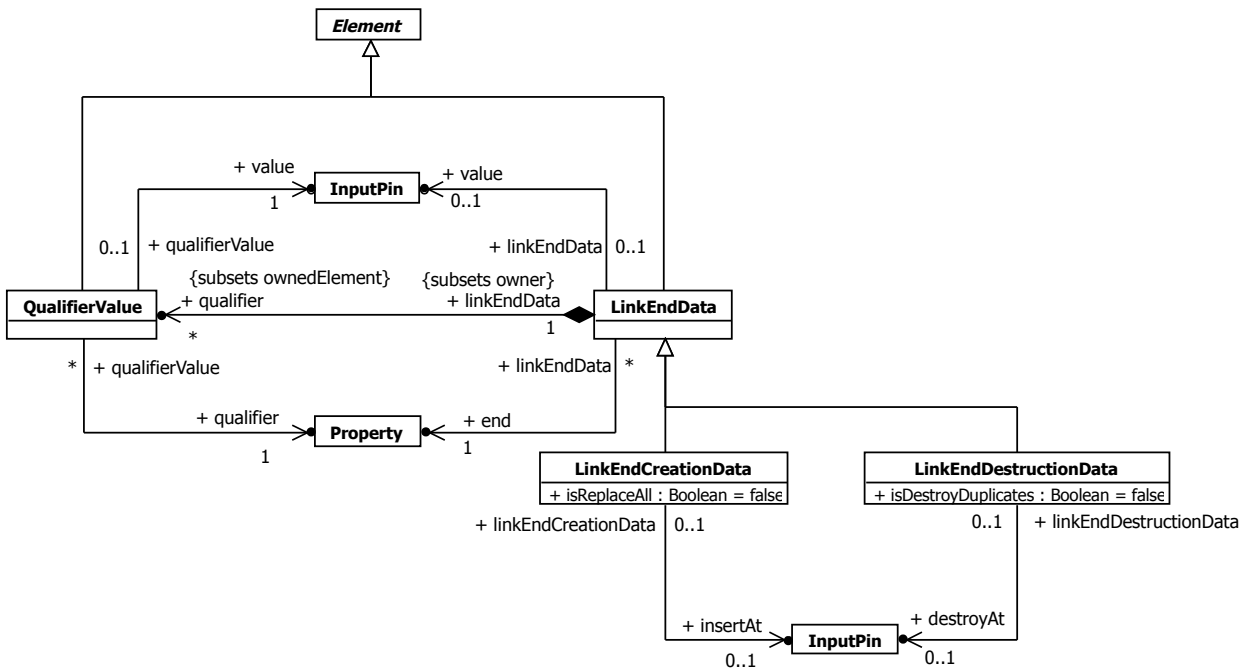 Element
+ value
+ value
InputPin
1
0..1
0..1
+ qualifierValue
+ linkEndData
0..1
{subsets ownedElement}
{subsets owner}
QualifierValue
+ qualifier
+ linkEndData
LinkEndData
*
1
*
+ qualifierValue
+ linkEndData
*
+ qualifier
Property
+ end
1
1
LinkEndCreationData
LinkEndDestructionData
+ isReplaceAll : Boolean = false
+ isDestroyDuplicates : Boolean = false
+ linkEndCreationData
0..1
0..1
+ linkEndDestructionData
+ insertAt
InputPin
+ destroyAt
0..1
0..1